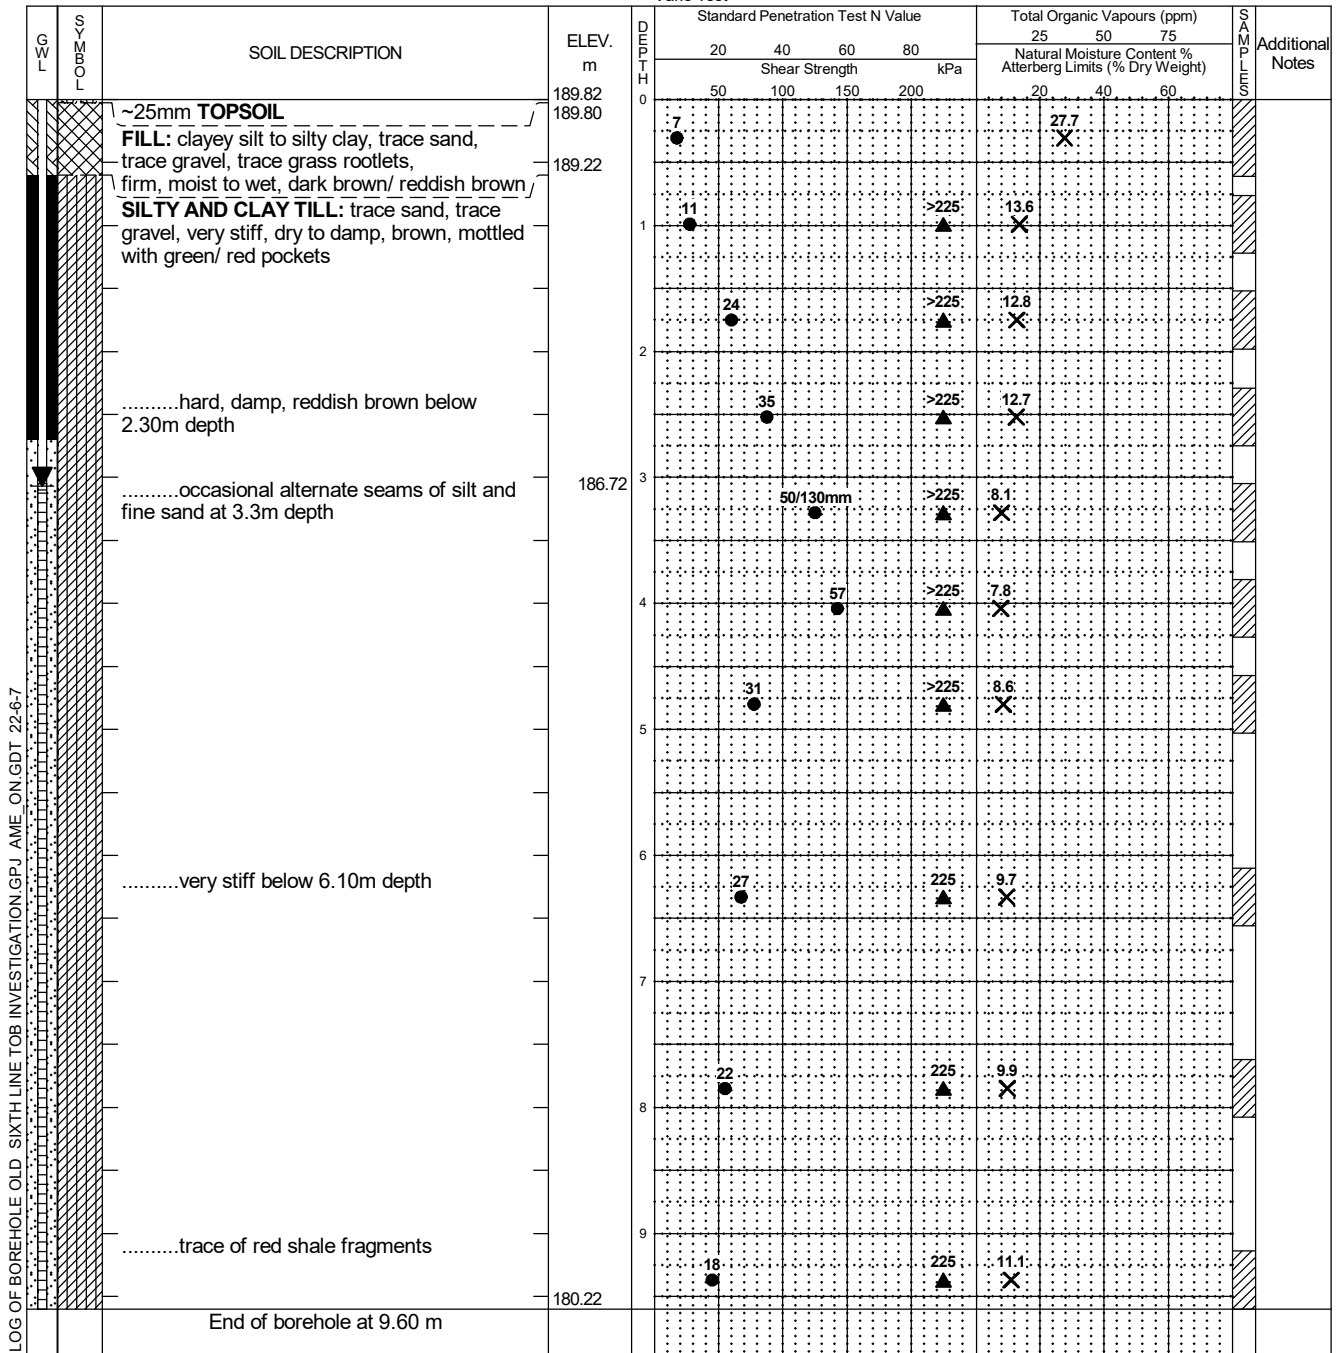 Standard Penetration Test N Value
Total Organic Vapours (ppm)
GWL
SYMBOL
SOIL DESCRIPTION
ELEV.
m
DEPTH
20 40 60 80
25 50 75
Shear Strength kPa
Natural Moisture Content %
Atterberg Limits (% Dry Weight)
50 100 150 200
20 40 60
SAMPLES
Additional
Notes
189.82
0
~25mm TOPSOIL
189.80
FILL: clayey silt to silty clay, trace sand,
trace gravel, trace grass rootlets,
firm, moist to wet, dark brown/ reddish brown
7
27.7
189.22
SILTY AND CLAY TILL: trace sand, trace
gravel, very stiff, dry to damp, brown, mottled
with green/ red pockets
11 >225 13.6
1
24 >225 12.8
2
..........hard, damp, reddish brown below
2.30m depth
35 >225 12.7
186.72
3
..........occasional alternate seams of silt and
fine sand at 3.3m depth
50/130mm >225 8.1
57 >225 7.8
4
31 >225 8.6
5
6
..........very stiff below 6.10m depth
27 225 9.7
7
22 225 9.9
8
9
..........trace of red shale fragments
18 225 11.1
180.22
End of borehole at 9.60 m
LOG OF BOREHOLE OLD SIXTH LINE TOB INVESTIGATION.GPJ AME_ON.GDT 22-6-7